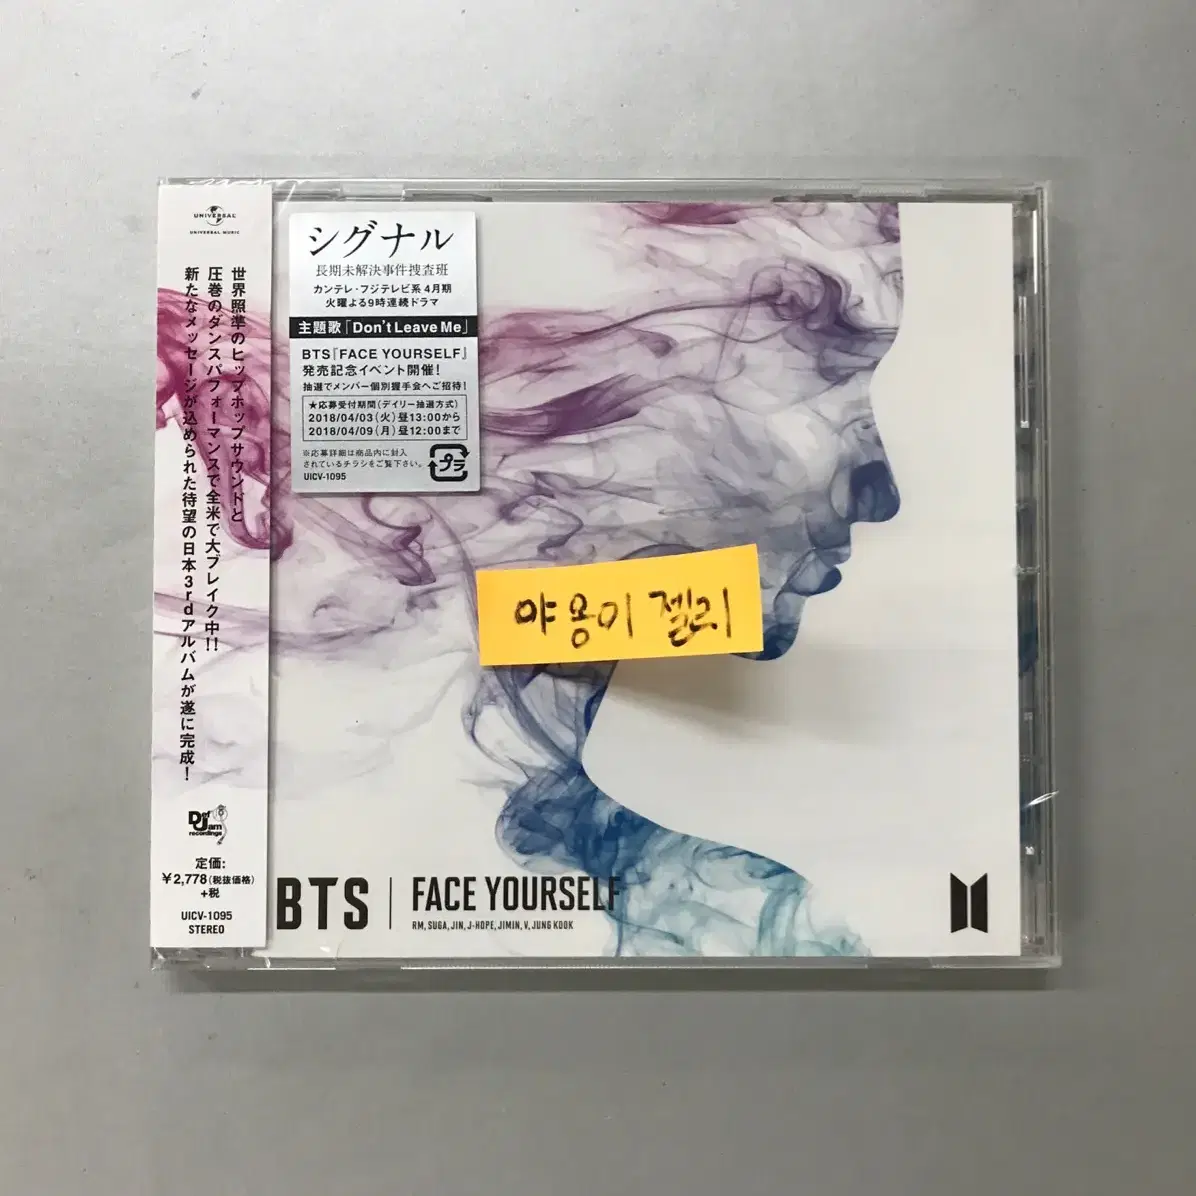 UNIVERSAL
UNIVERSAL MUSIC
世界照準のヒップホップサウンドと
圧巻のダンスパフォーマンスで全米で大ブレイク中!!
新たなメッセージが込められた待望の日本3rdアルバムが遂に完成!
Def Jam
recordings
定価:
¥2,778(税抜価格)
+税
UICV-1095
STEREO
シグナル
長期未解決事件捜査班
カンテレ・フジテレビ系 4月期
火曜よる9時連続ドラマ
主題歌「Don't Leave Me」
BTS『FACE YOURSELF』
発売記念イベント開催!
抽選でメンバー個別握手会へご招待!
★応募受付期間(デイリー抽選方式)
2018/04/03(火)昼13:00から
2018/04/09(月)昼12:00まで
※応募詳細は商品内に封入
されているチラシをご覧下さい。
プラ
UICV-1095
야옹이 젤리
BTS | FACE YOURSELF
RM, SUGA, JIN, J-HOPE, JIMIN, V, JUNG KOOK